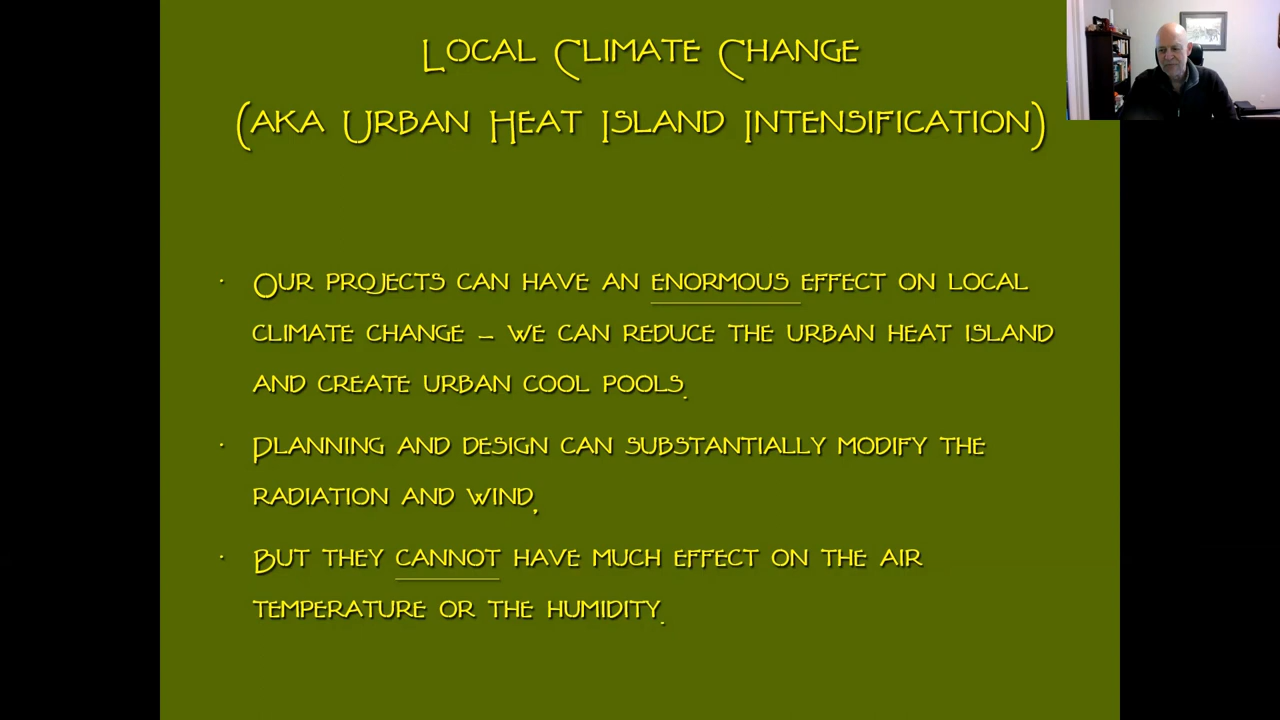 Local Climate Change
(aka Urban Heat Island Intensification)
· Our projects can have an enormous effect on local
climate change – we can reduce the urban heat island
and create urban cool pools.
· Planning and design can substantially modify the
radiation and wind,
· But they cannot have much effect on the air
temperature or the humidity.